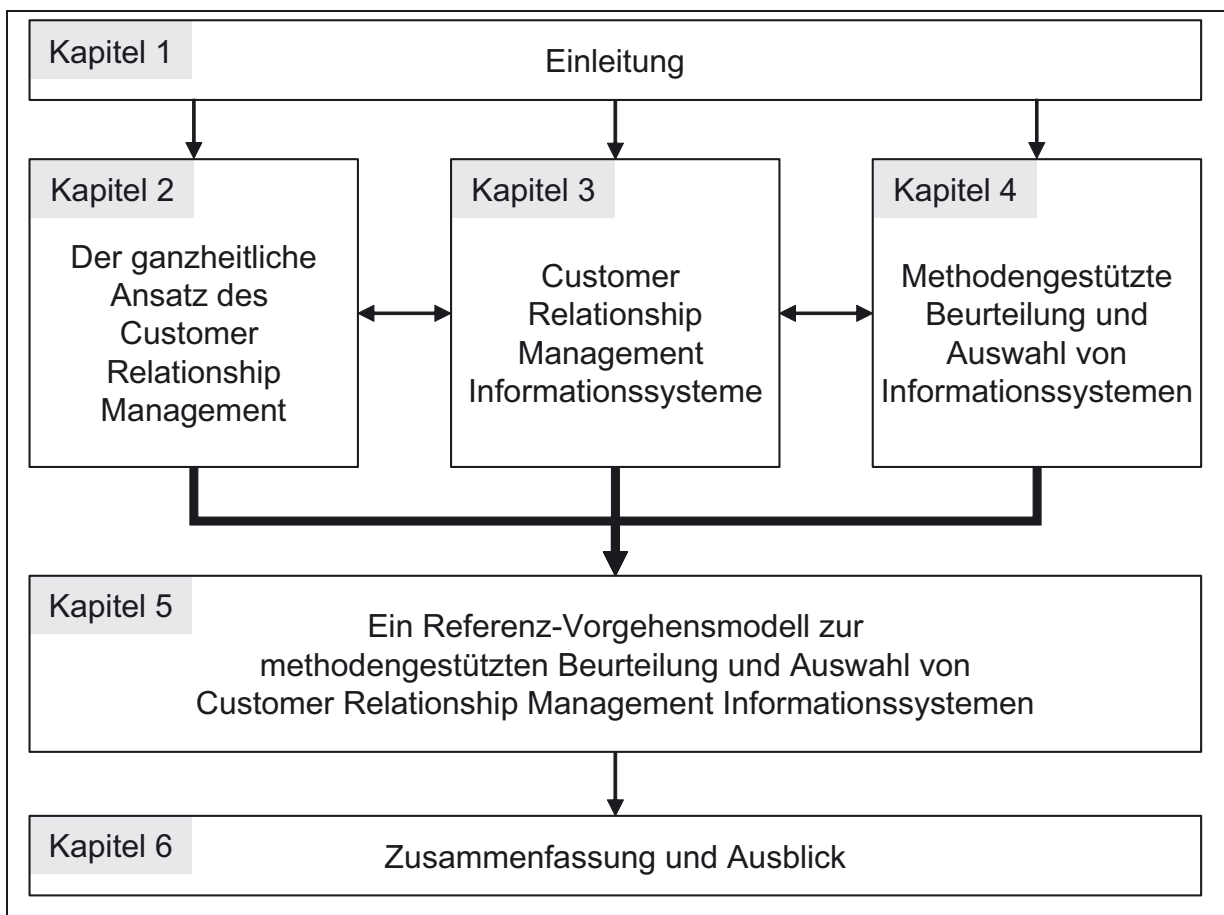 Kapitel 1
Einleitung
Kapitel 2
Der ganzheitliche
Ansatz des
Customer
Relationship
Management
Kapitel 3
Customer
Relationship
Management
Informationssysteme
Kapitel 4
Methodengestützte
Beurteilung und
Auswahl von
Informationssystemen
Kapitel 5
Ein Referenz-Vorgehensmodell zur
methodengestützten Beurteilung und Auswahl von
Customer Relationship Management Informationssystemen
Kapitel 6
Zusammenfassung und Ausblick